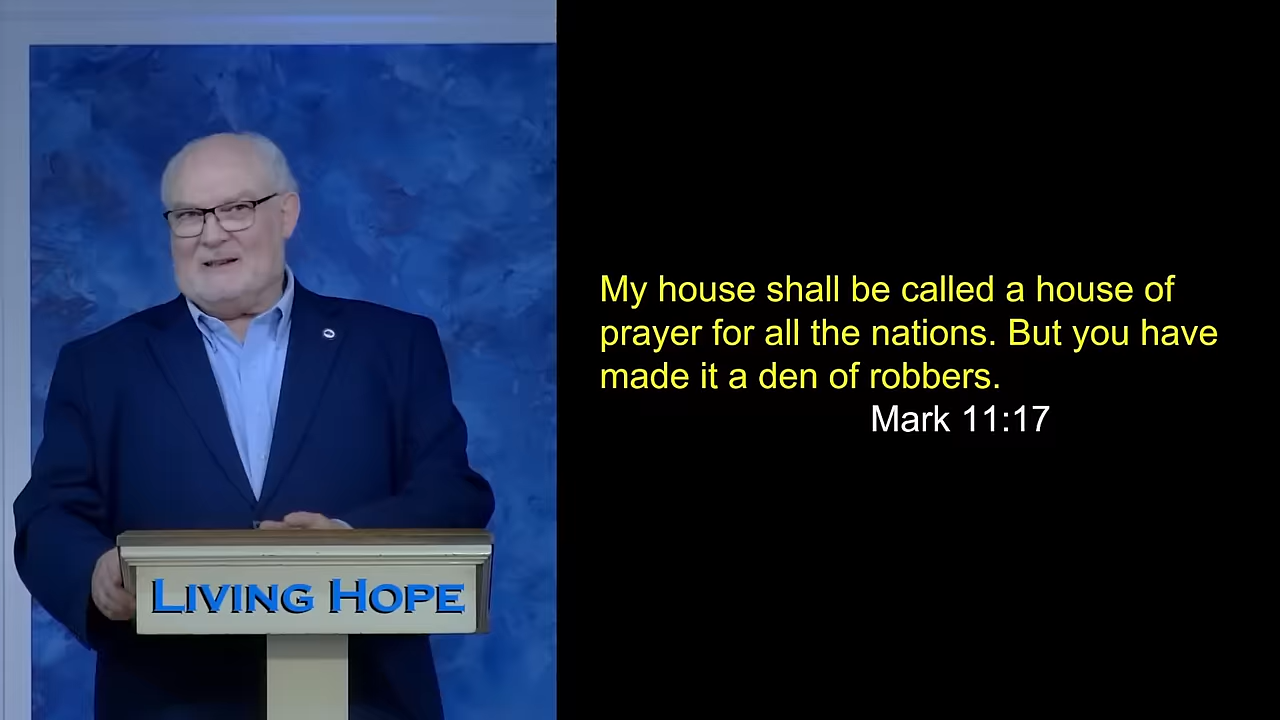 LIVING HOPE
My house shall be called a house of
prayer for all the nations. But you have
made it a den of robbers.
Mark 11:17